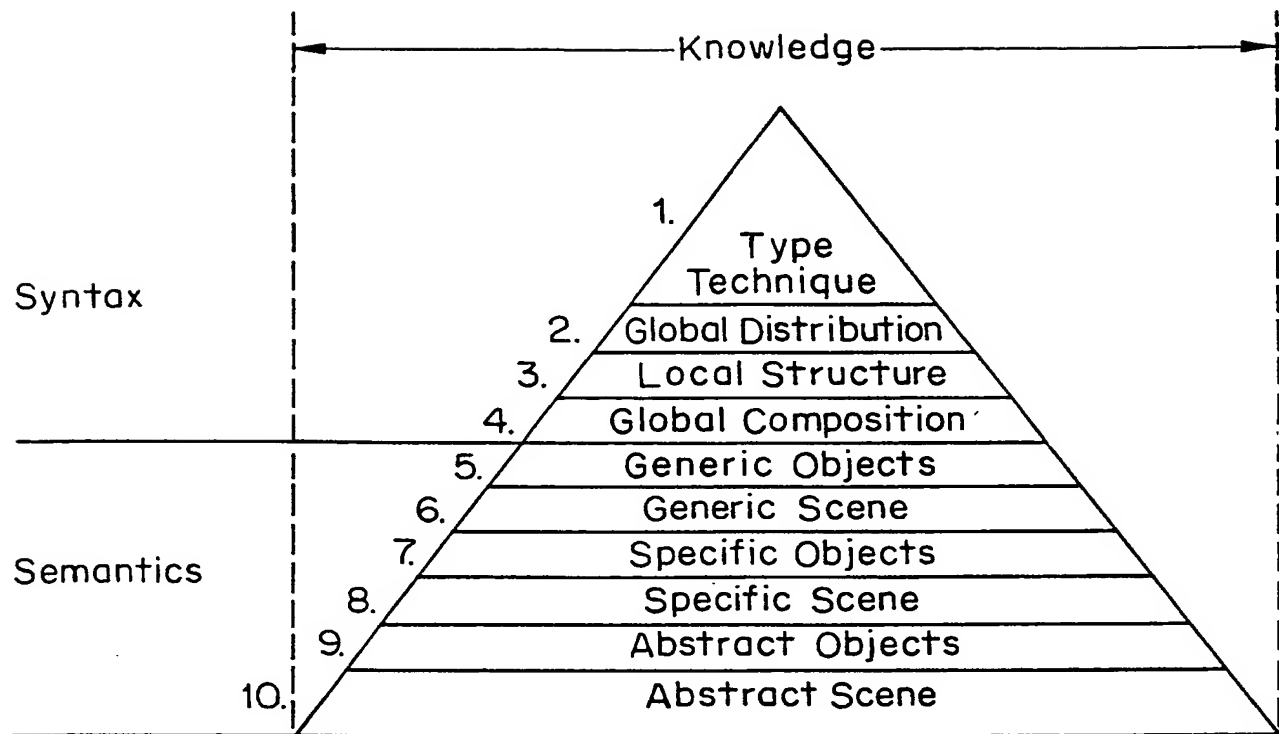 Knowledge
1.
Type
Technique
Syntax
2. Global Distribution
3. Local Structure
4. Global Composition
5. Generic Objects
6. Generic Scene
7. Specific Objects
Semantics
8. Specific Scene
9. Abstract Objects
10. Abstract Scene